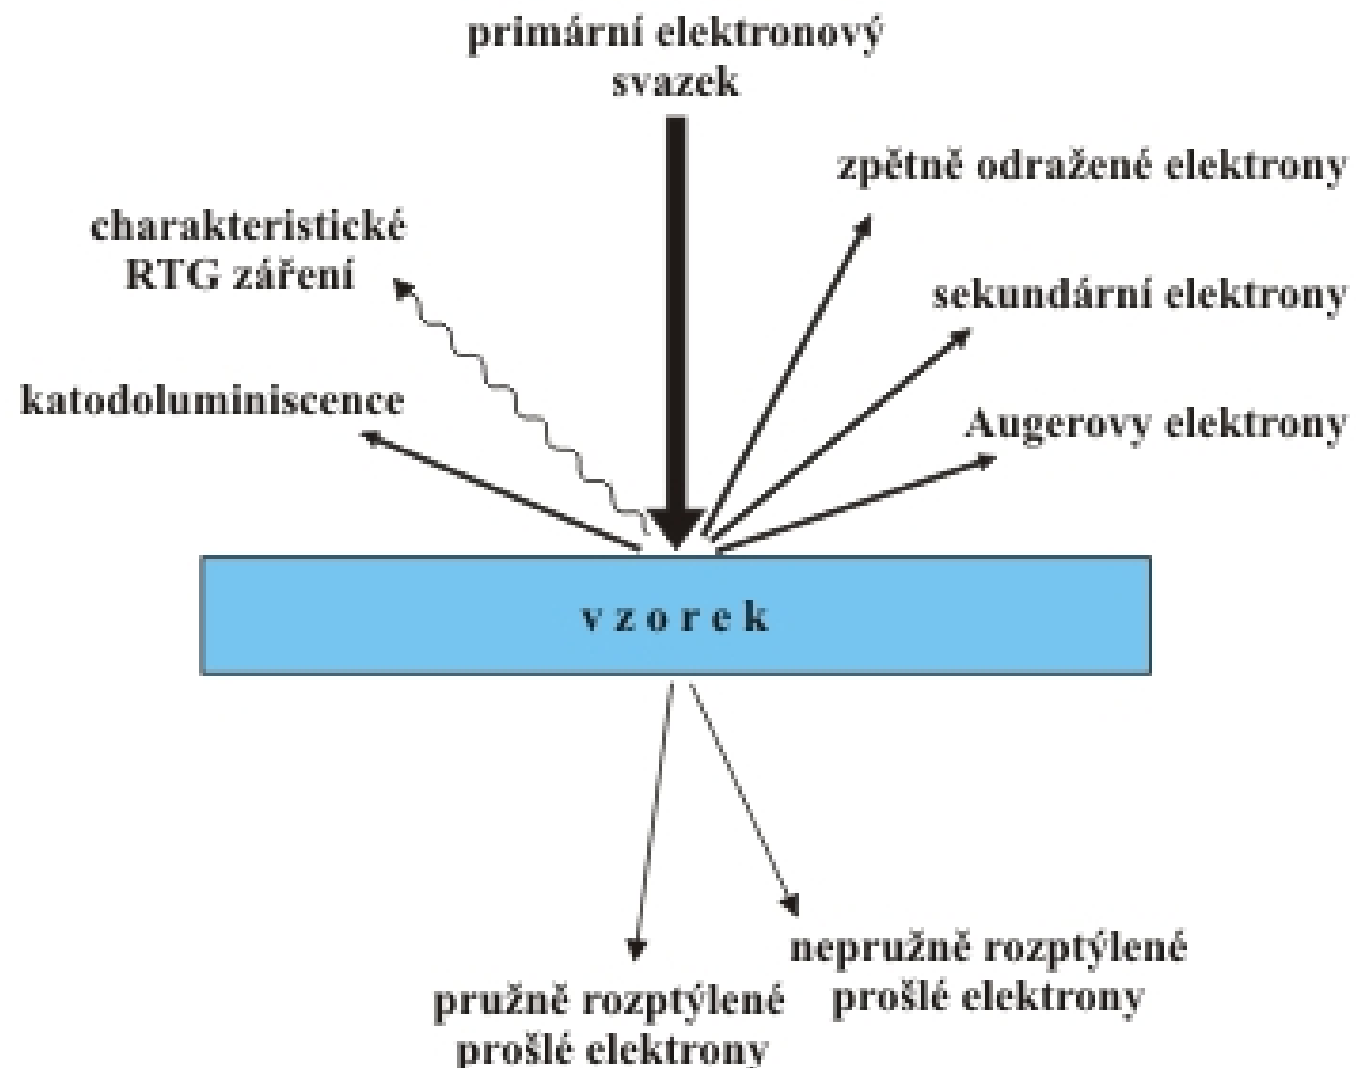 primární elektronový
svazek
zpětně odražené elektrony
charakteristické
RTG záření
sekundární elektrony
katodoluminiscence
Augerovy elektrony
vzorek
nepružně rozptýlené
prošlé elektrony
pružně rozptýlené
prošlé elektrony